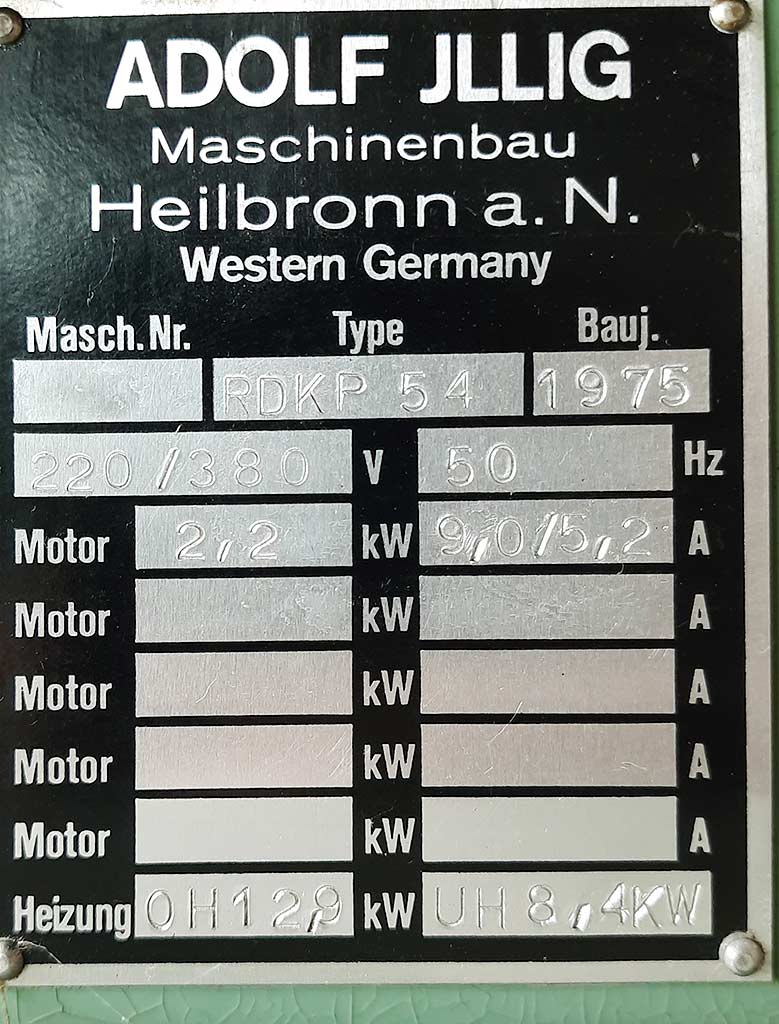 ADOLF JLLIG
Maschinenbau
Heilbronn a. N.
Western Germany
Masch. Nr. Type Bauj.
RDKP 54 1975
220/380 V 50 Hz
Motor 2,2 kW 9,0/5,2 A
Motor kW A
Motor kW A
Motor kW A
Motor kW A
Heizung OH12,9 kW UH 8,4KW